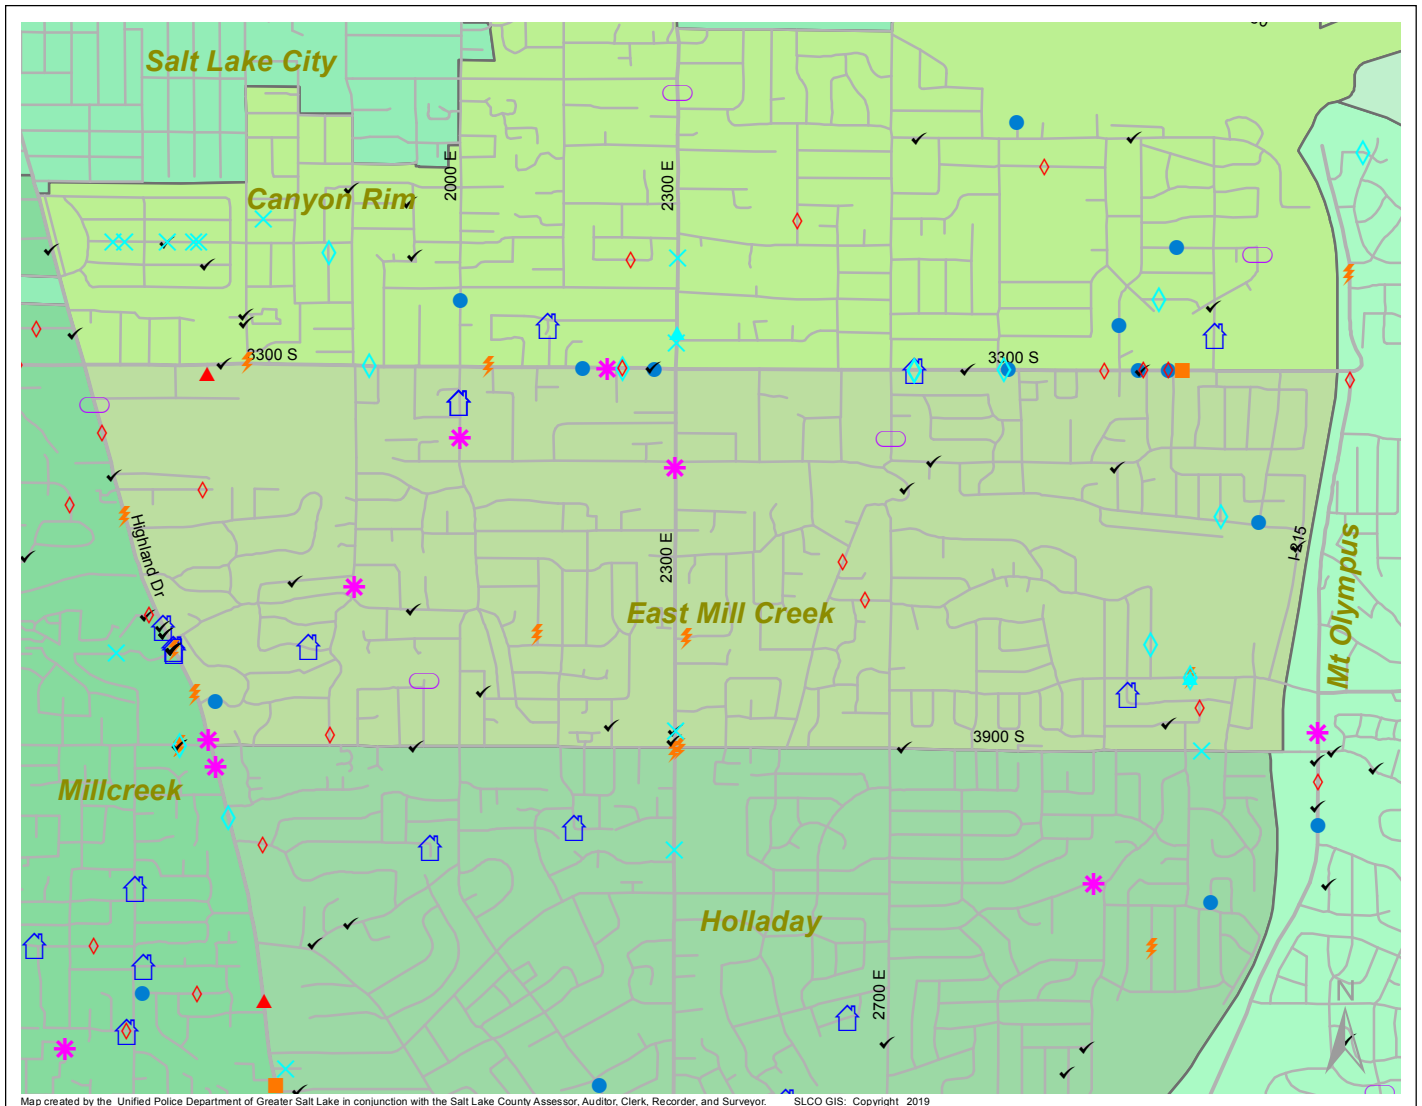 Salt Lake City
Canyon Rim
2000 E
2300 E
3300 S
3300 S
Highland Dr
2300 E
I-215
East Mill Creek
Mt Olympus
3900 S
Millcreek
Holladay
2700 E
N
Map created by the Unified Police Department of Greater Salt Lake in conjunction with the Salt Lake County Assessor, Auditor, Clerk, Recorder, and Surveyor. SLCO GIS: Copyright 2019